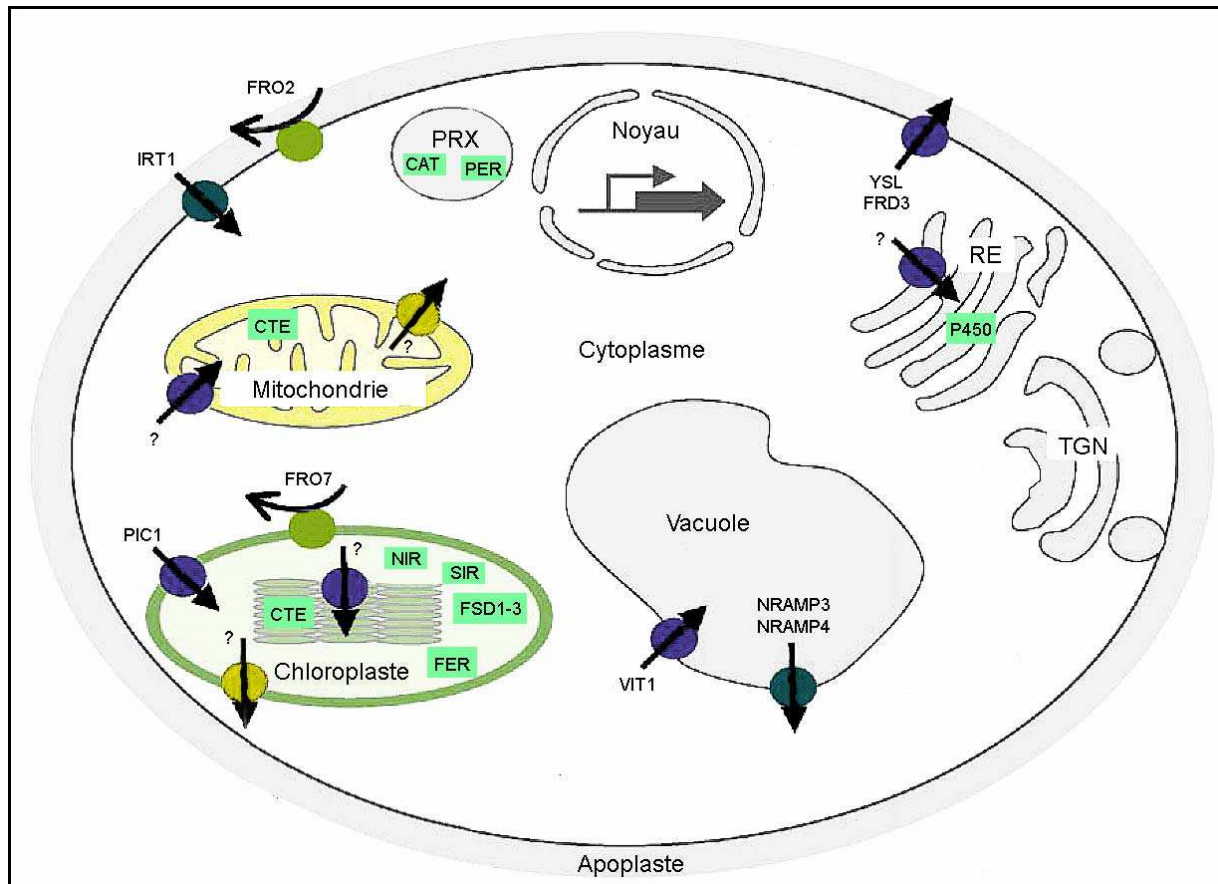 FRO2
IRT1
PRX
CAT
PER
Noyau
YSL
FRD3
?
RE
P450
CTE
?
Mitochondrie
?
Cytoplasme
TGN
FRO7
PIC1
?
NIR
SIR
CTE
FSD1-3
?
FER
Chloroplaste
Vacuole
NRAMP3
NRAMP4
VIT1
Apoplaste